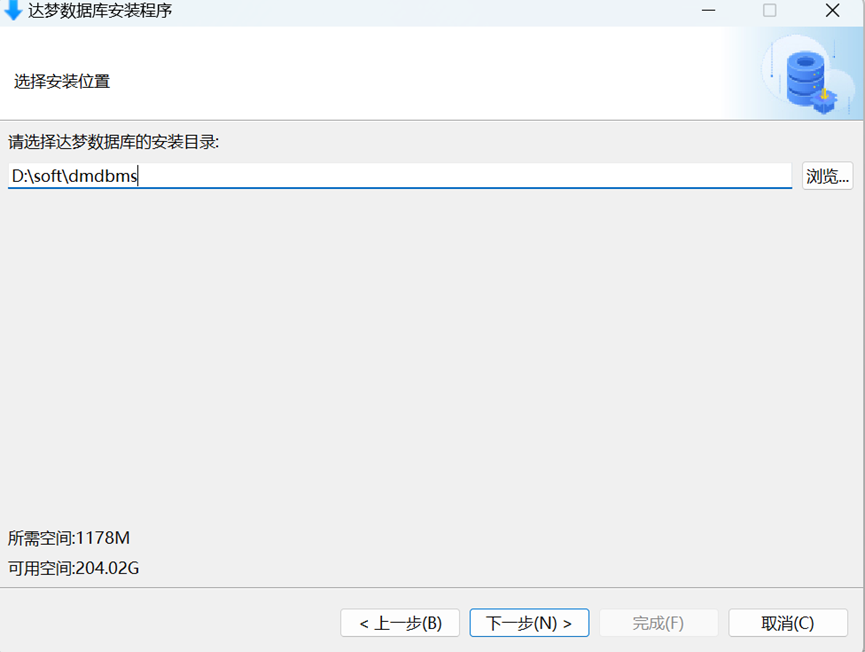 达梦数据库安装程序
选择安装位置
请选择达梦数据库的安装目录:
D:\soft\dmdbms
浏览...
所需空间:1178M
可用空间:204.02G
< 上一步(B) 下一步(N) > 完成(F) 取消(C)